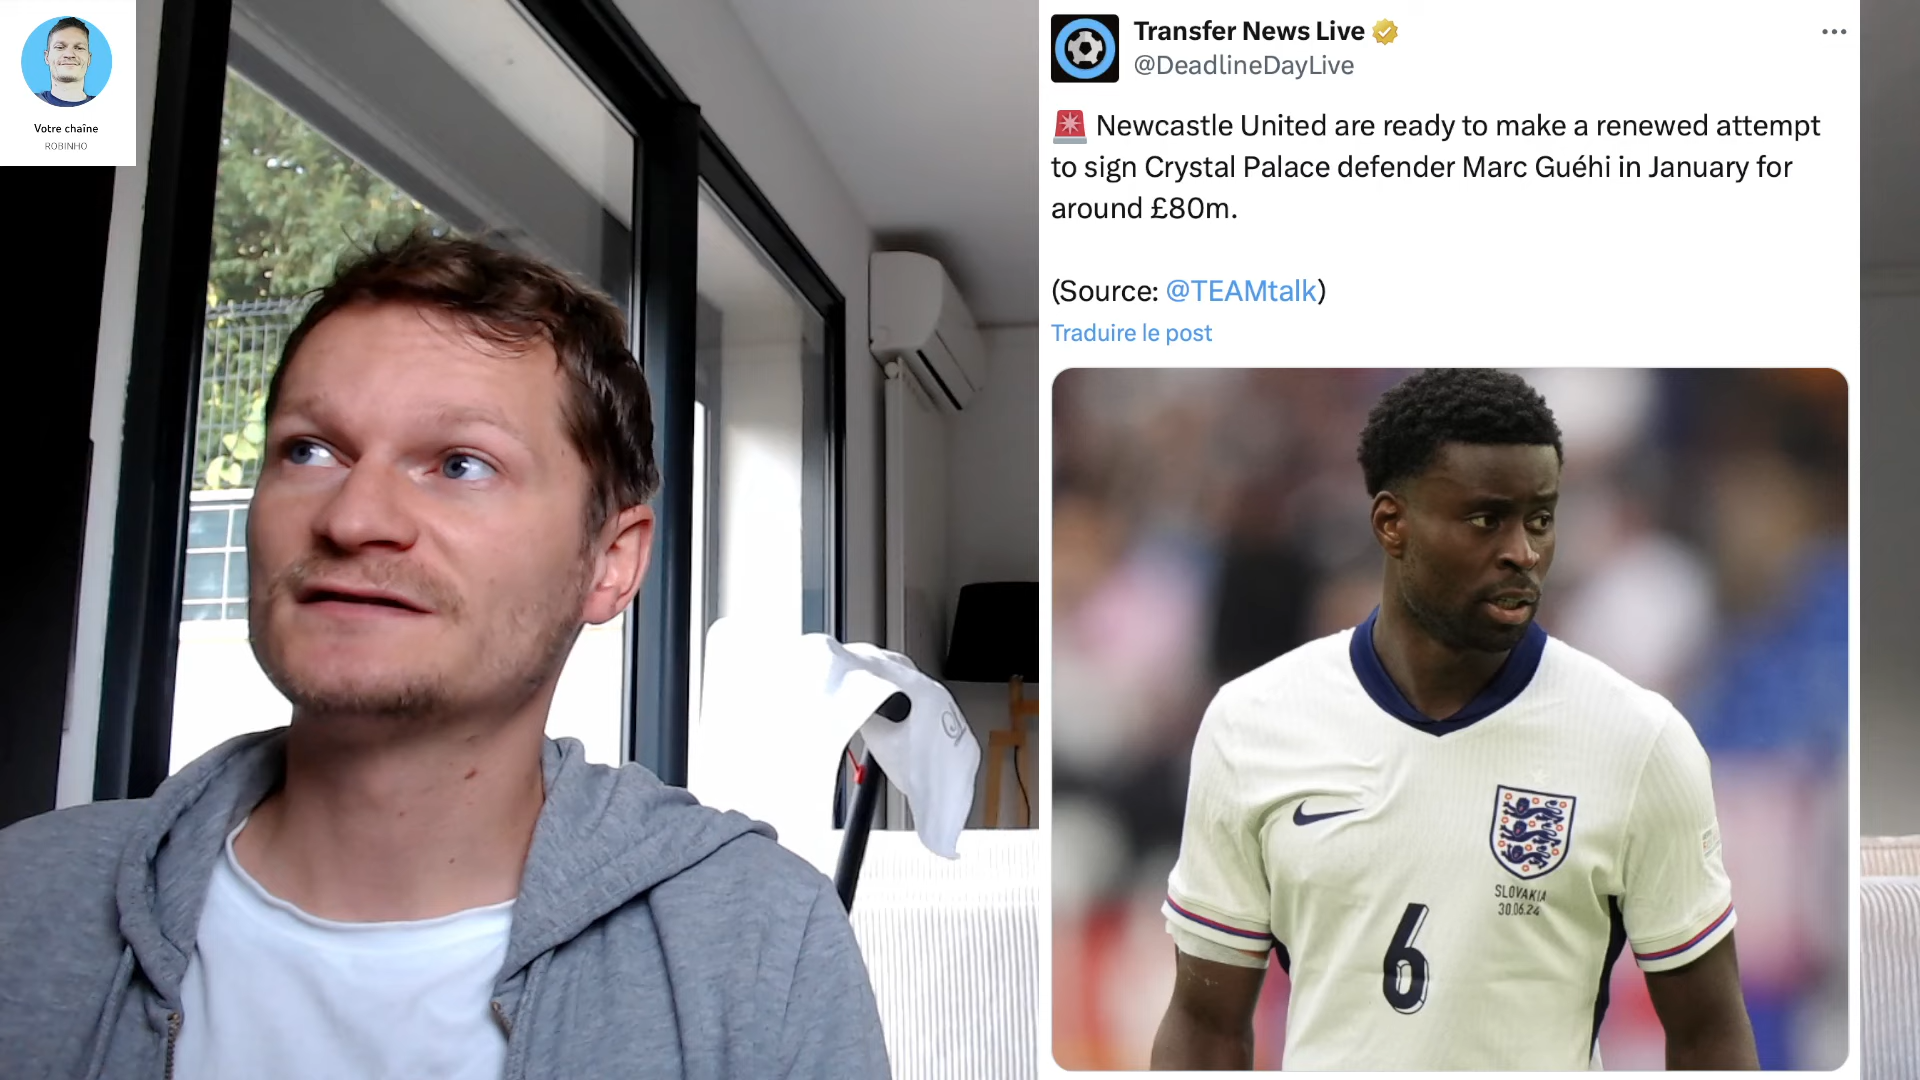 Votre chaîne
ROBINHO
Transfer News Live
@DeadlineDayLive
🚨 Newcastle United are ready to make a renewed attempt
to sign Crystal Palace defender Marc Guéhi in January for
around £80m.
(Source: @TEAMtalk)
Traduire le post
SLOVAKIA
30.06.24
6